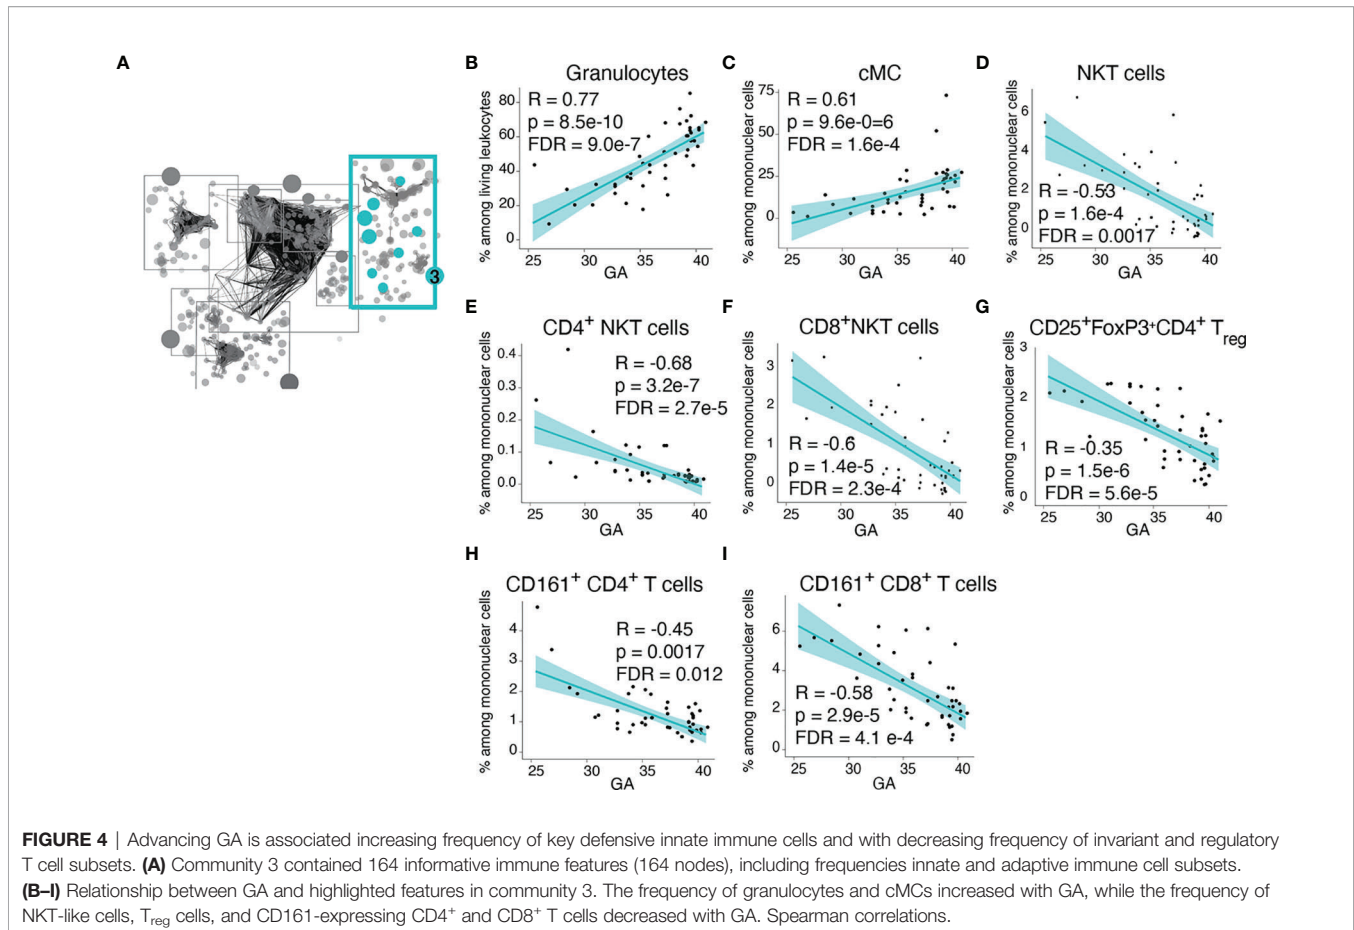 A
3
B
Granulocytes
% among living leukocytes
80
60
40
20
0
R = 0.77
p = 8.5e-10
FDR = 9.0e-7
25 30 35 40
GA
C
cMC
% among mononuclear cells
75
50
25
0
R = 0.61
p = 9.6e-0=6
FDR = 1.6e-4
25 30 35 40
GA
D
NKT cells
% among mononuclear cells
6
4
2
0
R = -0.53
p = 1.6e-4
FDR = 0.0017
25 30 35 40
GA
E
CD4⁺ NKT cells
% among mononuclear cells
0.4
0.3
0.2
0.1
0.0
R = -0.68
p = 3.2e-7
FDR = 2.7e-5
25 30 35 40
GA
F
CD8⁺NKT cells
% among mononuclear cells
3
2
1
0
R = -0.6
p = 1.4e-5
FDR = 2.3e-4
25 30 35 40
GA
G
CD25⁺FoxP3⁺CD4⁺ Treg
% among mononuclear cells
3
2
1
0
R = -0.35
p = 1.5e-6
FDR = 5.6e-5
25 30 35 40
GA
H
CD161⁺ CD4⁺ T cells
% among mononuclear cells
4
3
2
1
0
R = -0.45
p = 0.0017
FDR = 0.012
25 30 35 40
GA
I
CD161⁺ CD8⁺ T cells
% among mononuclear cells
6
4
2
0
R = -0.58
p = 2.9e-5
FDR = 4.1 e-4
25 30 35 40
GA
FIGURE 4 | Advancing GA is associated increasing frequency of key defensive innate immune cells and with decreasing frequency of invariant and regulatory
T cell subsets. (A) Community 3 contained 164 informative immune features (164 nodes), including frequencies innate and adaptive immune cell subsets.
(B–I) Relationship between GA and highlighted features in community 3. The frequency of granulocytes and cMCs increased with GA, while the frequency of
NKT-like cells, Treg cells, and CD161-expressing CD4⁺ and CD8⁺ T cells decreased with GA. Spearman correlations.